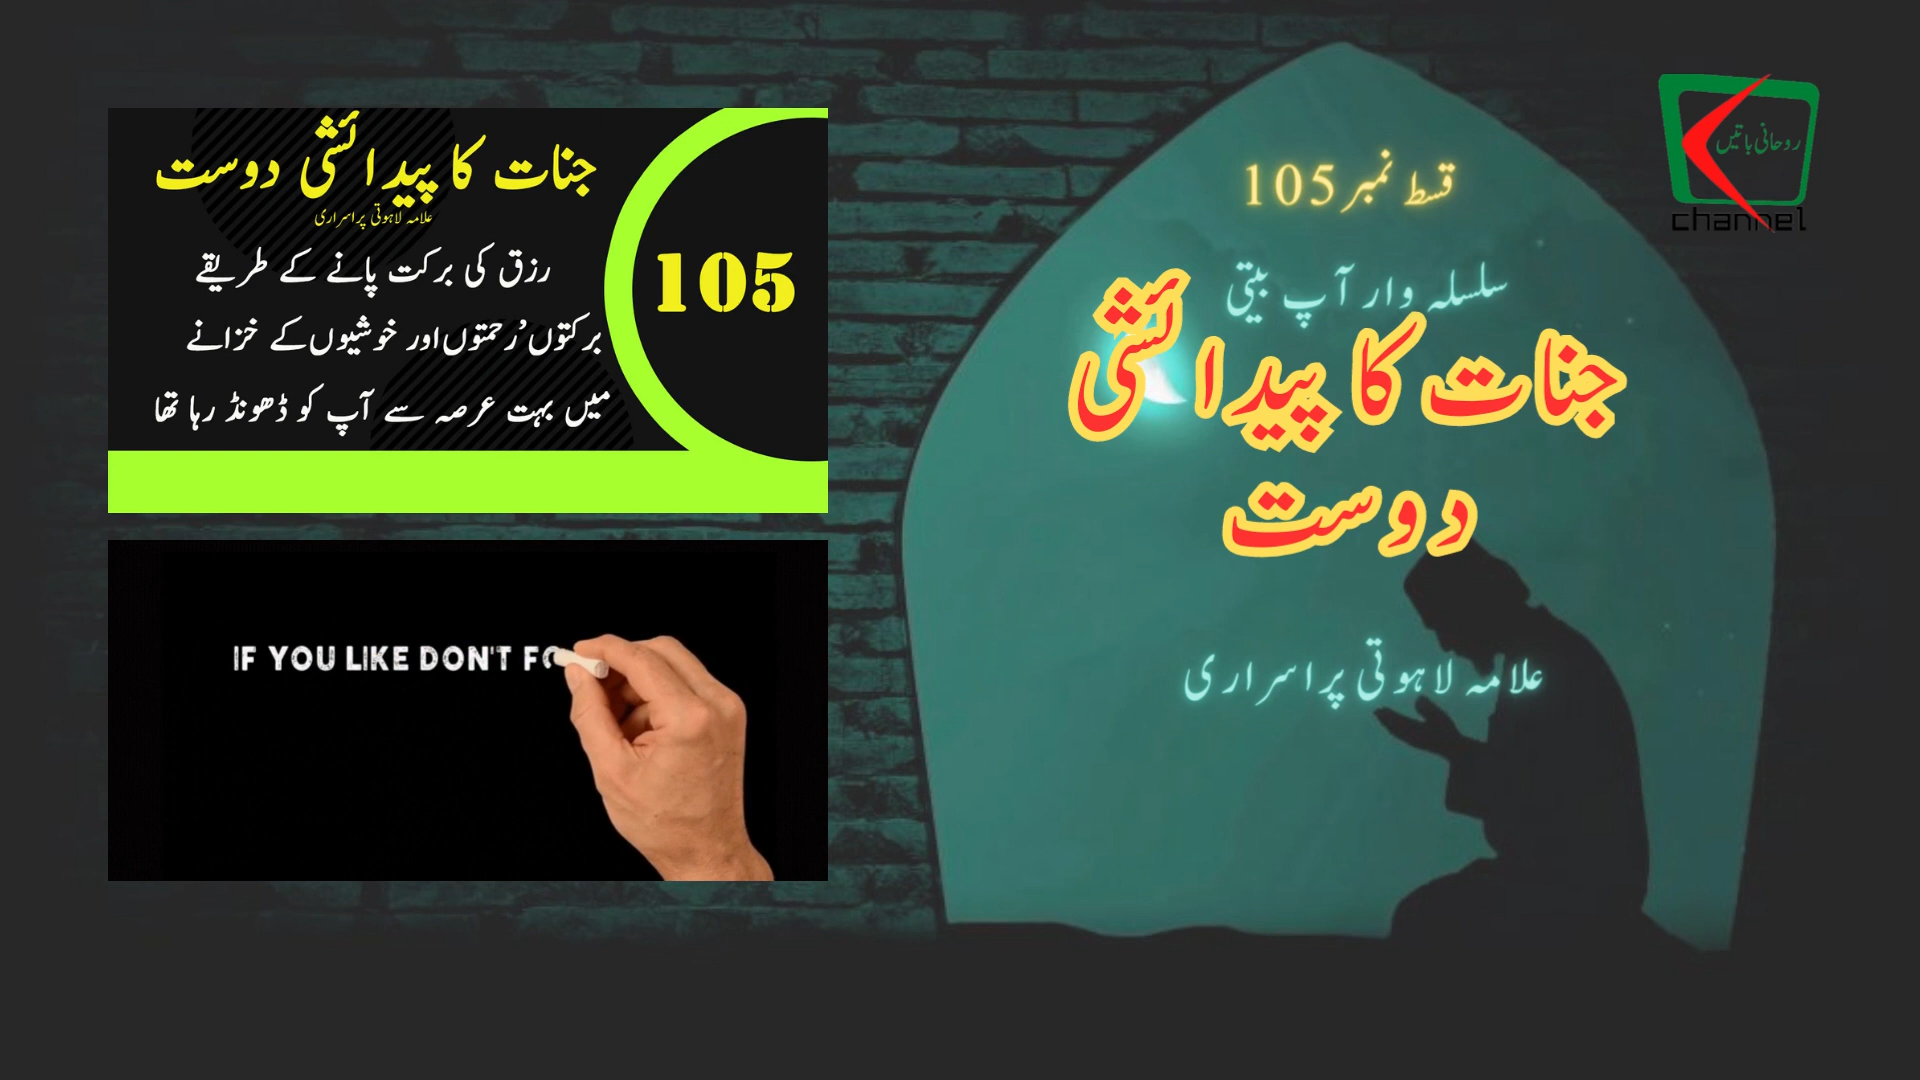 جنات کا پیدائشی دوست
علامہ لاہوتی پراسراری
رزق کی برکت پانے کے طریقے
برکتوں’رحمتوں اور خوشیوں کے خزانے
میں بہت عرصہ سے آپ کو ڈھونڈ رہا تھا
105
IF YOU LIKE DON'T FO
قسط نمبر 105
سلسلہ وار آپ بیتی
جنات کا پیدائشی
دوست
علامہ لاہوتی پراسراری
روحانی باتیں
channel